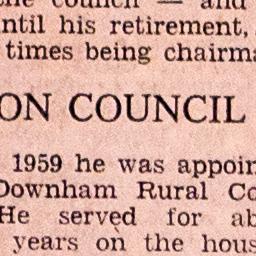 the council — and
ntil his retirement,
times being chairma
ON COUNCIL
1959 he was appoin
Downham Rural Co
He served for ab
years on the hous